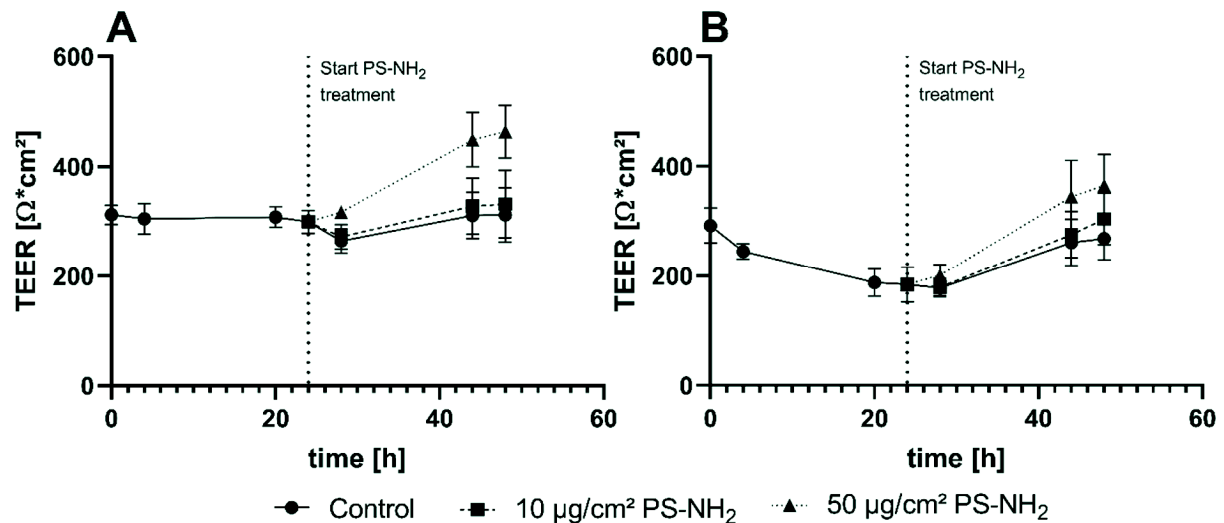 A
600
400
200
0
TEER [Ω*cm²]
Start PS-NH₂
treatment
0 20 40 60
time [h]
B
600
400
200
0
TEER [Ω*cm²]
Start PS-NH₂
treatment
0 20 40 60
time [h]
Control 10 µg/cm² PS-NH₂ 50 µg/cm² PS-NH₂